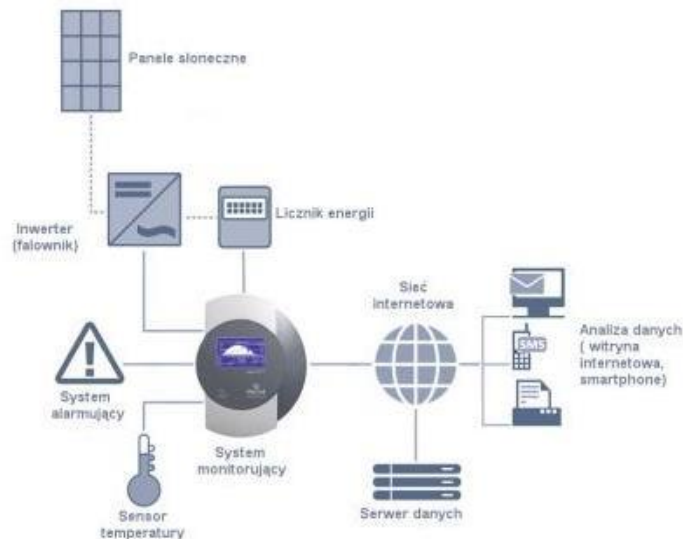 Panele słoneczne
Inwerter
(falownik)
Licznik energii
Sieć
internetowa
Analiza danych
( witryna
internetowa,
smartphone)
SMS
System
alarmujący
System
monitorujący
Sensor
temperatury
Serwer danych